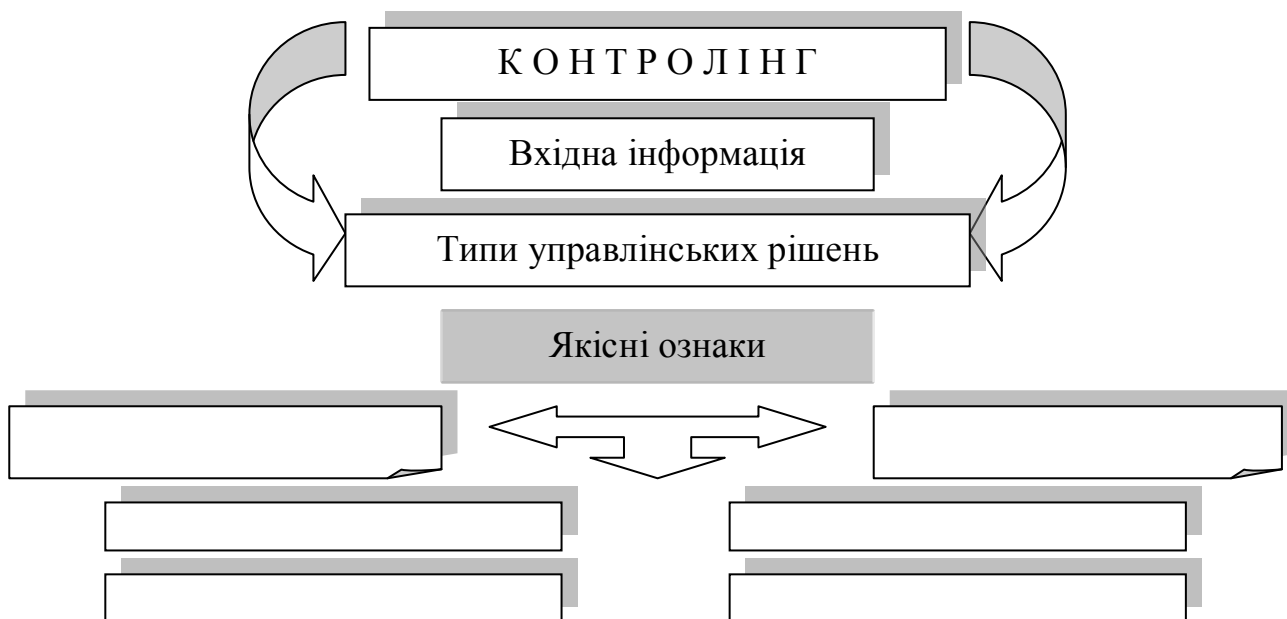 К О Н Т Р О Л І Н Г
Вхідна інформація
Типи управлінських рішень
Якісні ознаки